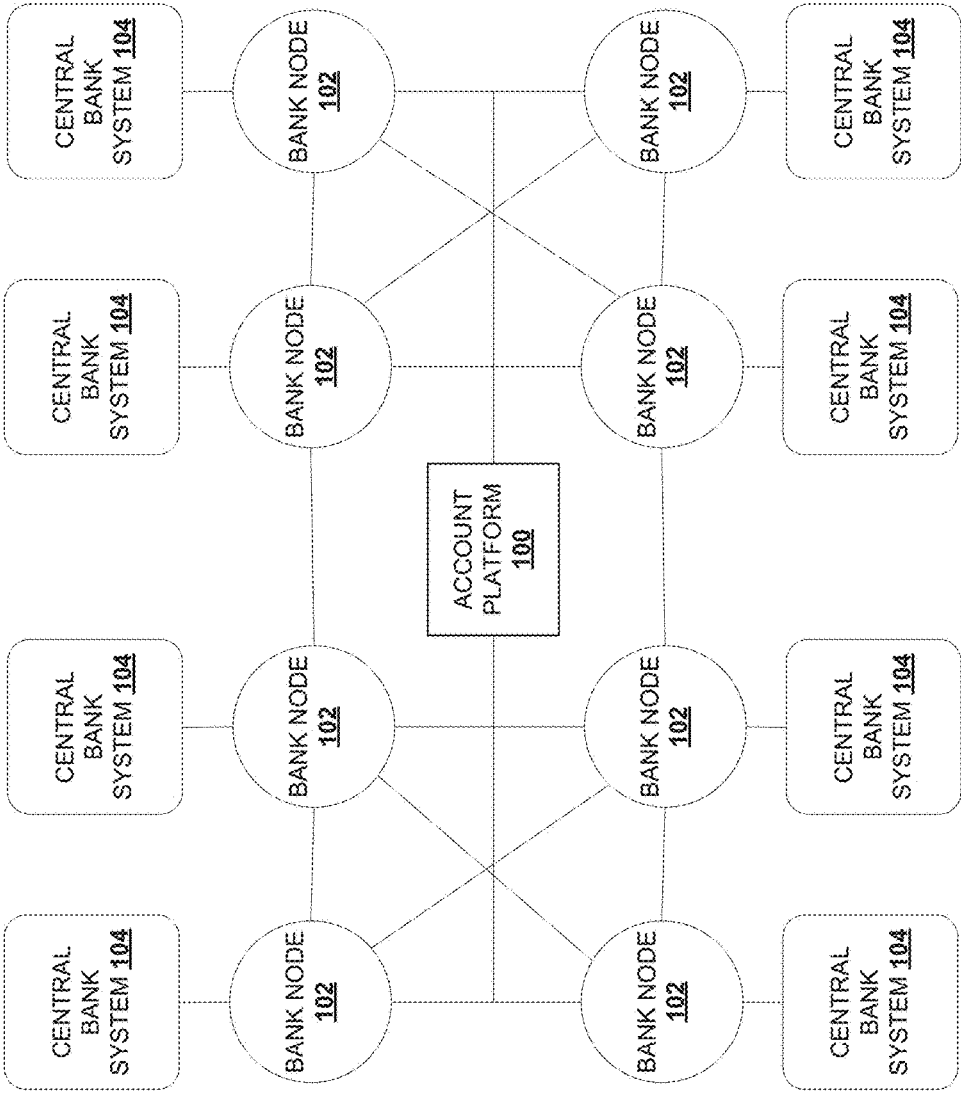 CENTRAL
BANK
SYSTEM 104
CENTRAL
BANK
SYSTEM 104
CENTRAL
BANK
SYSTEM 104
CENTRAL
BANK
SYSTEM 104
BANK NODE
102
BANK NODE
102
BANK NODE
102
BANK NODE
102
ACCOUNT
PLATFORM
100
BANK NODE
102
BANK NODE
102
BANK NODE
102
BANK NODE
102
CENTRAL
BANK
SYSTEM 104
CENTRAL
BANK
SYSTEM 104
CENTRAL
BANK
SYSTEM 104
CENTRAL
BANK
SYSTEM 104